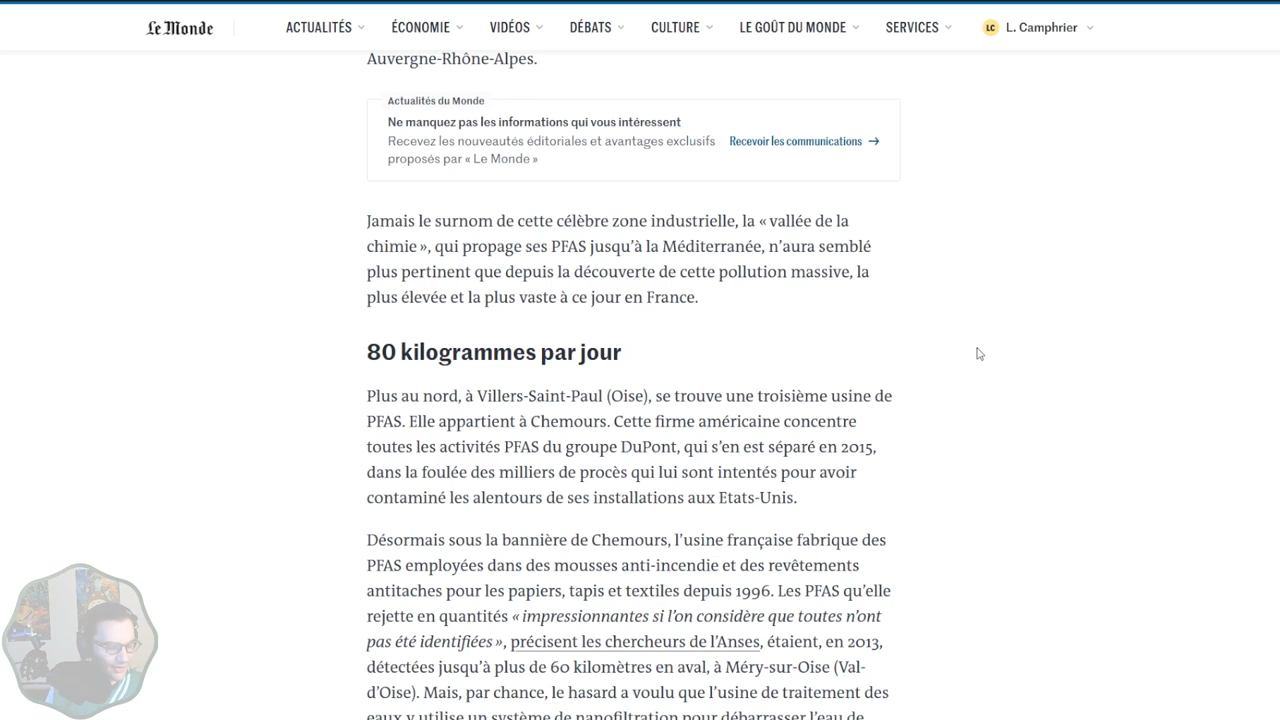 Le Monde
ACTUALITÉS
ÉCONOMIE
VIDÉOS
DÉBATS
CULTURE
LE GOÛT DU MONDE
SERVICES
LC
L. Camphrier
Auvergne-Rhône-Alpes.
Actualités du Monde
Ne manquez pas les informations qui vous intéressent
Recevez les nouveautés éditoriales et avantages exclusifs
proposés par « Le Monde »
Recevoir les communications →
Jamais le surnom de cette célèbre zone industrielle, la « vallée de la
chimie », qui propage ses PFAS jusqu’à la Méditerranée, n’aura semblé
plus pertinent que depuis la découverte de cette pollution massive, la
plus élevée et la plus vaste à ce jour en France.
80 kilogrammes par jour
Plus au nord, à Villers-Saint-Paul (Oise), se trouve une troisième usine de
PFAS. Elle appartient à Chemours. Cette firme américaine concentre
toutes les activités PFAS du groupe DuPont, qui s’en est séparé en 2015,
dans la foulée des milliers de procès qui lui sont intentés pour avoir
contaminé les alentours de ses installations aux Etats-Unis.
Désormais sous la bannière de Chemours, l’usine française fabrique des
PFAS employées dans des mousses anti-incendie et des revêtements
antitaches pour les papiers, tapis et textiles depuis 1996. Les PFAS qu’elle
rejette en quantités « impressionnantes si l’on considère que toutes n’ont
pas été identifiées », précisent les chercheurs de l’Anses, étaient, en 2013,
détectées jusqu’à plus de 60 kilomètres en aval, à Méry-sur-Oise (Val-
d’Oise). Mais, par chance, le hasard a voulu que l’usine de traitement des
eaux y utilise un système de nanofiltration pour débarrasser l’eau de